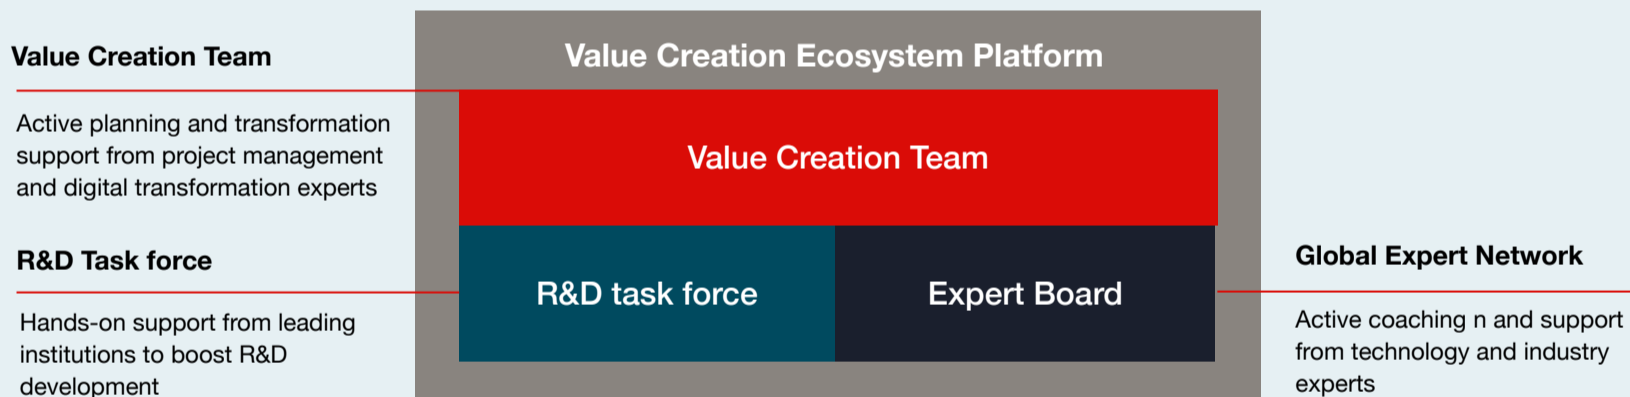 Value Creation Team
Active planning and transformation
support from project management
and digital transformation experts
R&D Task force
Hands-on support from leading
institutions to boost R&D
development
Value Creation Ecosystem Platform
Value Creation Team
R&D task force
Expert Board
Global Expert Network
Active coaching n and support
from technology and industry
experts